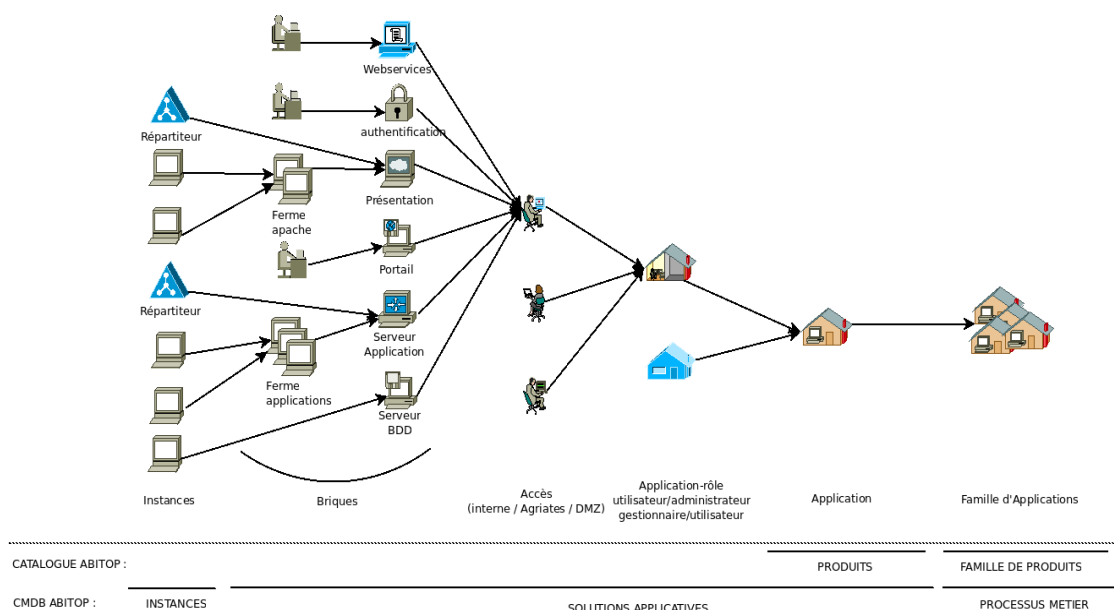 Webservices
authentification
Répartiteur
Présentation
Ferme
apache
Portail
Répartiteur
Serveur
Application
Ferme
applications
Serveur
BDD
Instances
Briques
Accès
(interne / Agriates / DMZ)
Application-rôle
utilisateur/administrateur
gestionnaire/utilisateur
Application
Famille d'Applications
CATALOGUE ABITOP :
PRODUITS
FAMILLE DE PRODUITS
CMDB ABITOP :
INSTANCES
SOLUTIONS APPLICATIVES
PROCESSUS METIER